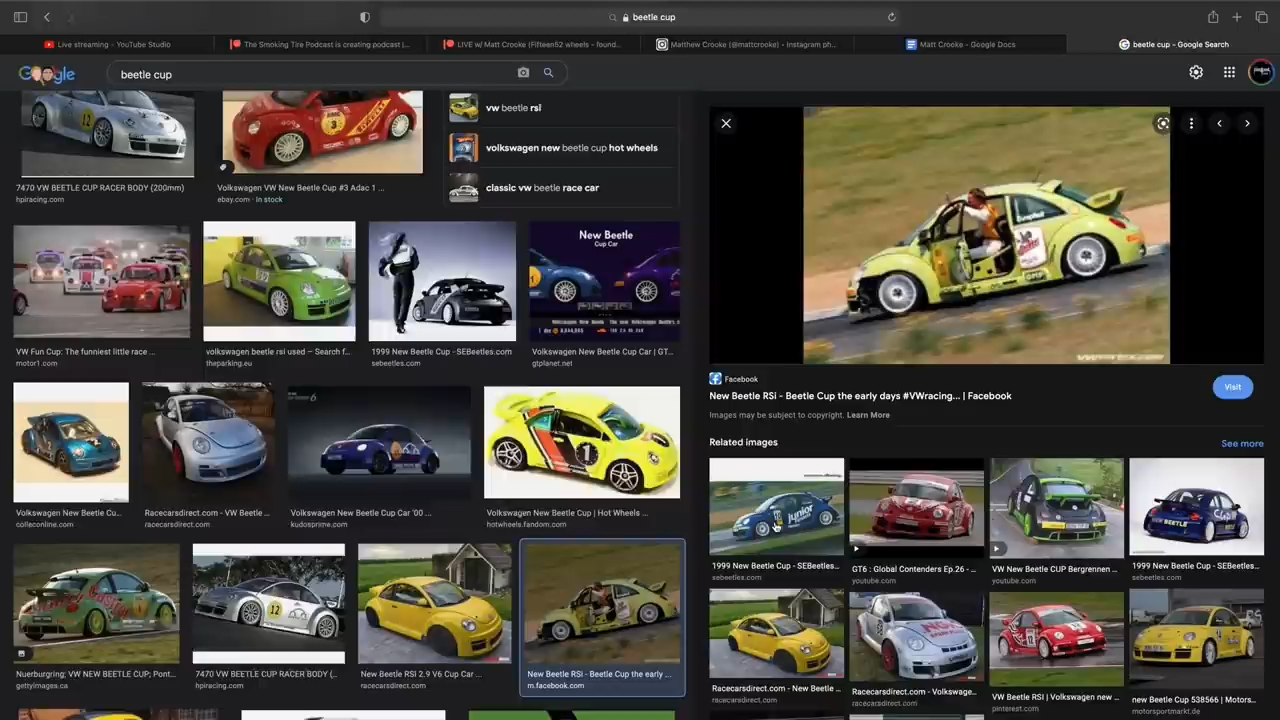 beetle cup
Live streaming - YouTube Studio
The Smoking Tire Podcast is creating podcast |...
LIVE w/ Matt Crooke (Fifteen52 wheels - found...
Matthew Crooke (@mattcrooke) - Instagram ph...
Matt Crooke - Google Docs
beetle cup - Google Search
beetle cup
vw beetle rsi
volkswagen new beetle cup hot wheels
classic vw beetle race car
7470 VW BEETLE CUP RACER BODY (200mm)
hpiracing.com
Volkswagen VW New Beetle Cup #3 Adac 1 ...
ebay.com · In stock
New Beetle
Cup Car
VW Fun Cup: The funniest little race ...
motor1.com
volkswagen beetle rsi used – Search f...
theparking.eu
1999 New Beetle Cup -SEBeetles.com
sebeetles.com
Volkswagen New Beetle Cup Car | GT...
gtplanet.net
Volkswagen New Beetle Cu...
colleconline.com
Racecarsdirect.com - VW Beetle ...
racecarsdirect.com
Volkswagen New Beetle Cup Car '00 ...
kudosprime.com
Volkswagen New Beetle Cup | Hot Wheels ...
hotwheels.fandom.com
Nuerburgring; VW NEW BEETLE CUP; Pont...
gettyimages.ca
7470 VW BEETLE CUP RACER BODY (...
hpiracing.com
New Beetle RSI 2.9 V6 Cup Car ...
racecarsdirect.com
New Beetle RSi - Beetle Cup the early ...
m.facebook.com
Facebook
Visit
New Beetle RSi - Beetle Cup the early days #VWracing... | Facebook
Images may be subject to copyright. Learn More
Related images
See more
junior
1999 New Beetle Cup - SEBeetles...
sebeetles.com
GT6 : Global Contenders Ep.26 - ...
youtube.com
VW New Beetle CUP Bergrennen ...
youtube.com
1999 New Beetle Cup - SEBeetles...
sebeetles.com
Racecarsdirect.com - New Beetle ...
racecarsdirect.com
Racecarsdirect.com - Volkswage...
racecarsdirect.com
VW Beetle RSI | Volkswagen new ...
pinterest.com
new Beetle Cup 538566 | Motors...
motorsportmarkt.de